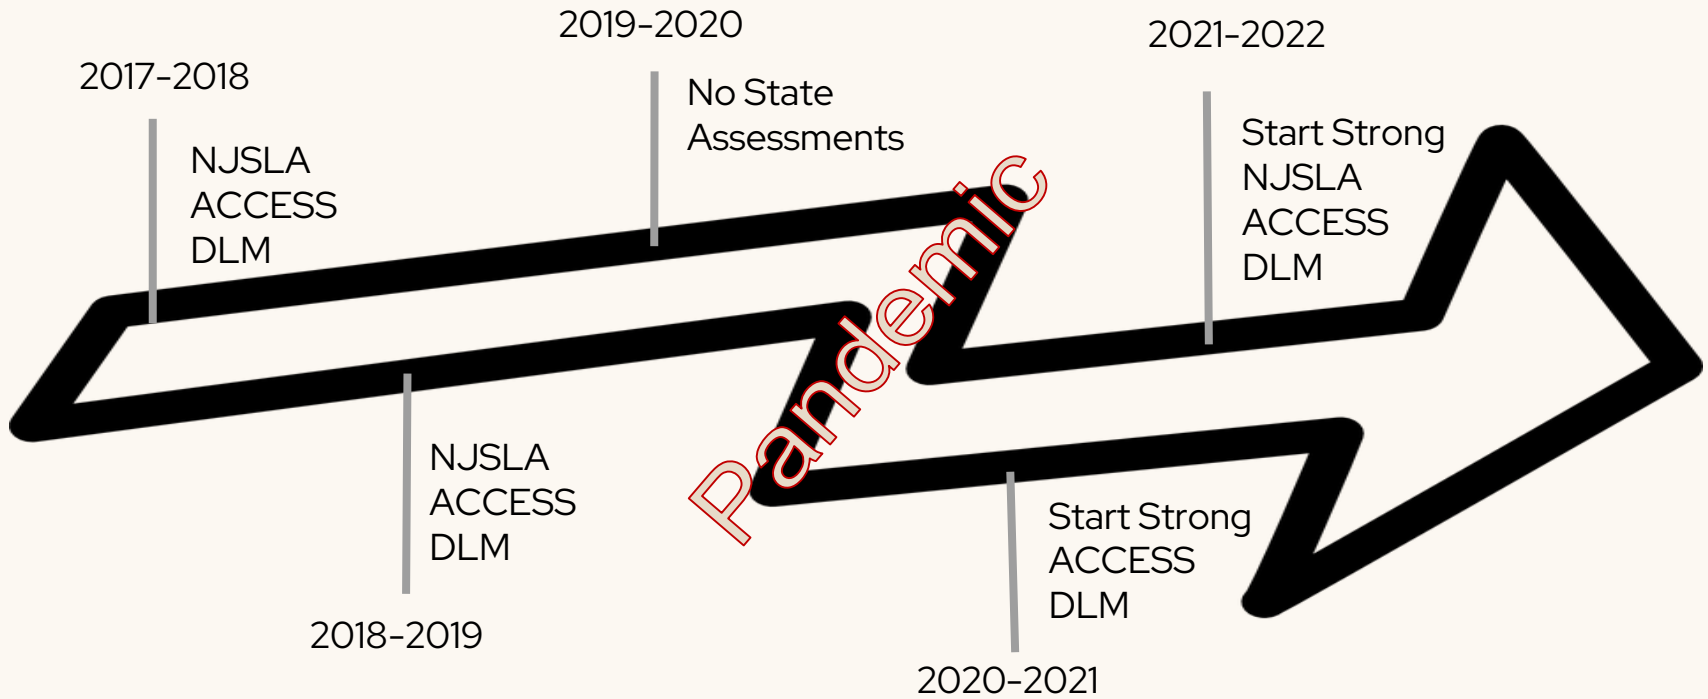 2017-2018
NJSLA
ACCESS
DLM
2018-2019
NJSLA
ACCESS
DLM
2019-2020
No State
Assessments
Pandemic
2020-2021
Start Strong
ACCESS
DLM
2021-2022
Start Strong
NJSLA
ACCESS
DLM